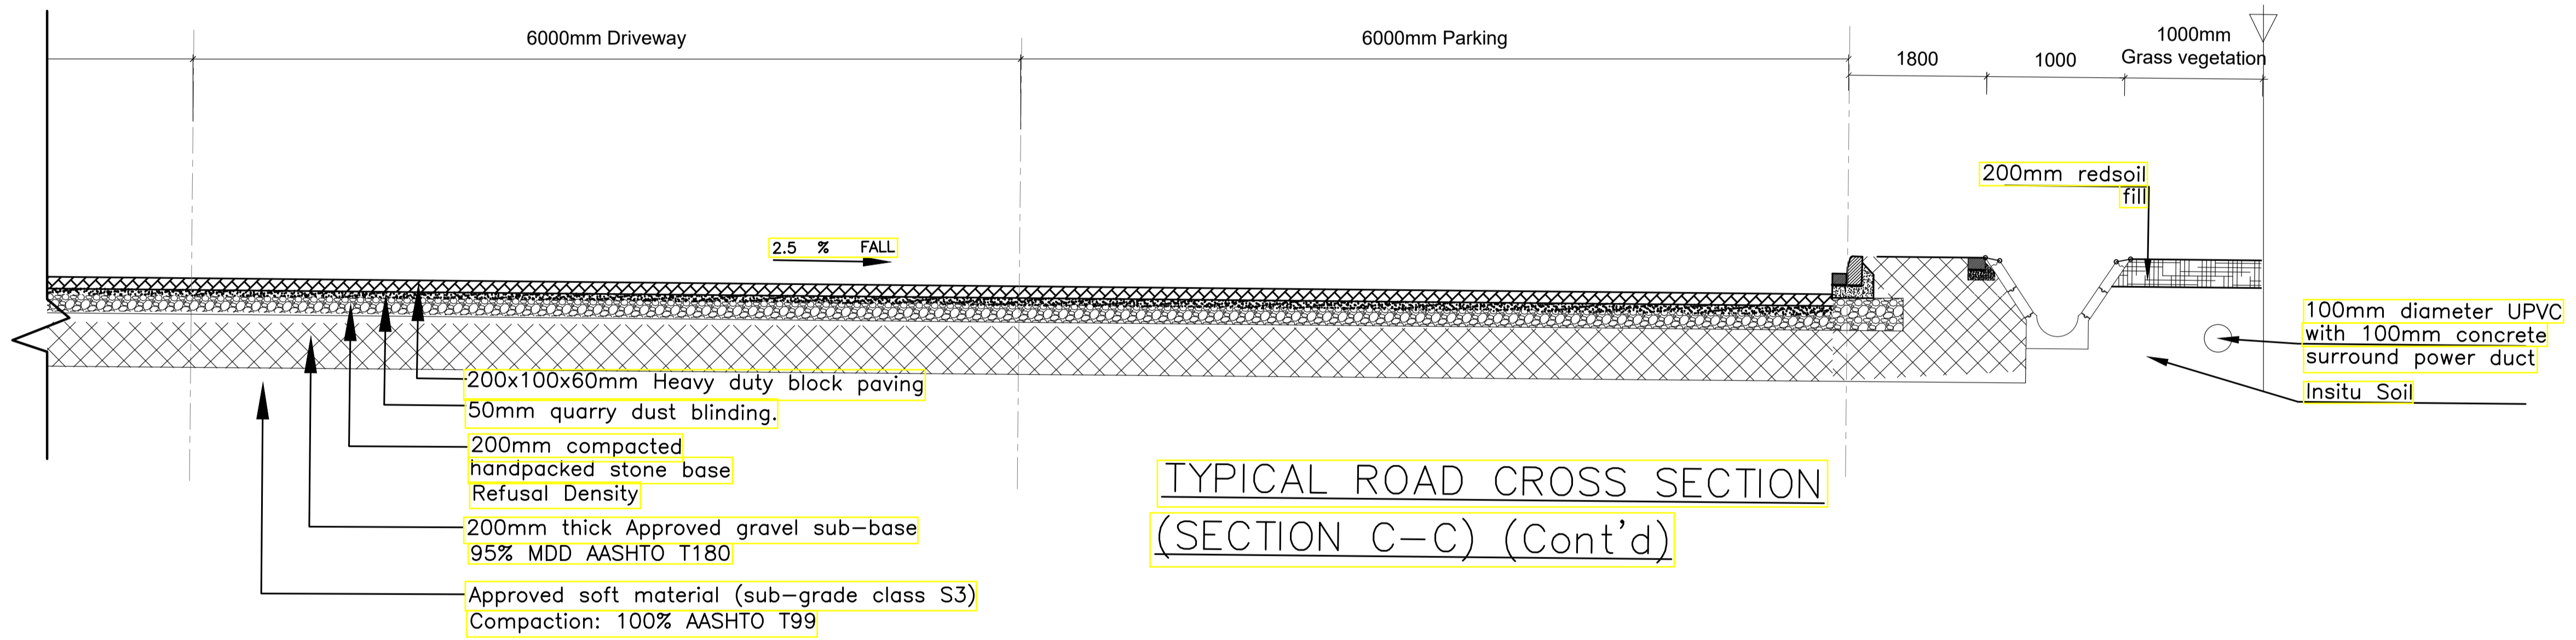 6000mm Driveway
6000mm Parking
1800
1000
1000mm
Grass vegetation
200mm redsoil
fill
2.5 % FALL
100mm diameter UPVC
with 100mm concrete
surround power duct
Insitu Soil
200x100x60mm Heavy duty block paving
50mm quarry dust blinding.
200mm compacted
handpacked stone base
Refusal Density
200mm thick Approved gravel sub-base
95% MDD AASHTO T180
Approved soft material (sub-grade class S3)
Compaction: 100% AASHTO T99
TYPICAL ROAD CROSS SECTION
(SECTION C-C) (Cont'd)